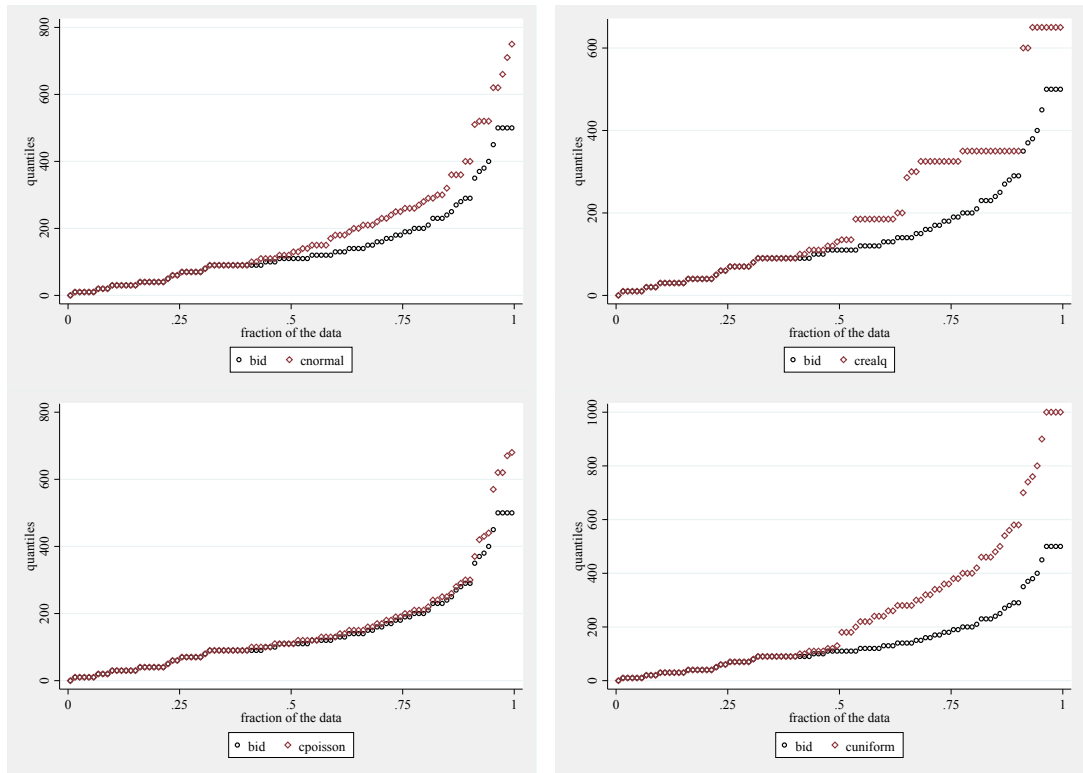 800
600
400
200
0
quantiles
0 .25 .5 .75 1
fraction of the data
bid cnormal
600
400
200
0
quantiles
0 .25 .5 .75 1
fraction of the data
bid crealq
800
600
400
200
0
quantiles
0 .25 .5 .75 1
fraction of the data
bid cpoisson
1000
800
600
400
200
0
quantiles
0 .25 .5 .75 1
fraction of the data
bid cuniform